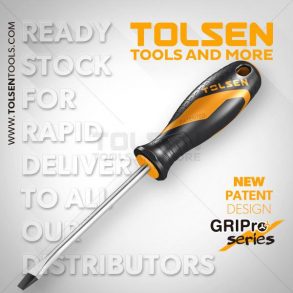 READY
STOCK
FOR
RAPID
DELIVERY
TO ALL
OUR
DISTRIBUTORS
www.TOLSENTOOLS.com
TOLSEN
TOOLS AND MORE
TOLSEN
NEW
PATENT
DESIGN
GRIPro
series